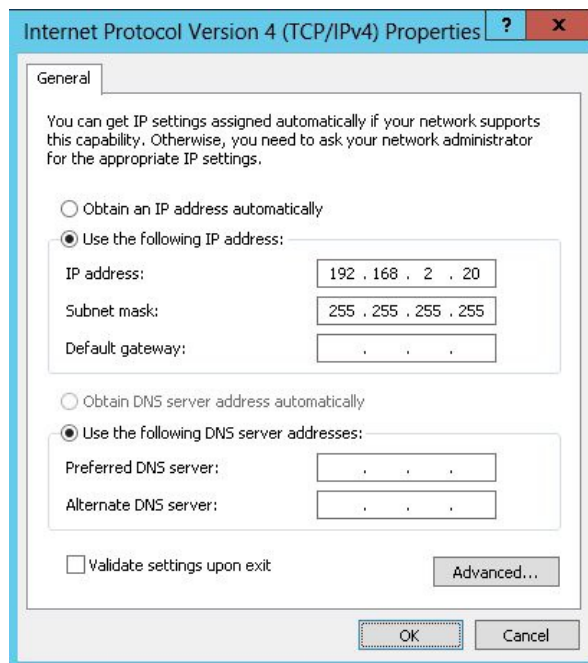 Internet Protocol Version 4 (TCP/IPv4) Properties ? x
General
You can get IP settings assigned automatically if your network supports
this capability. Otherwise, you need to ask your network administrator
for the appropriate IP settings.
Obtain an IP address automatically
Use the following IP address:
IP address: 192 . 168 . 2 . 20
Subnet mask: 255 . 255 . 255 . 255
Default gateway: . . .
Obtain DNS server address automatically
Use the following DNS server addresses:
Preferred DNS server: . . .
Alternate DNS server: . . .
Validate settings upon exit
Advanced...
OK Cancel